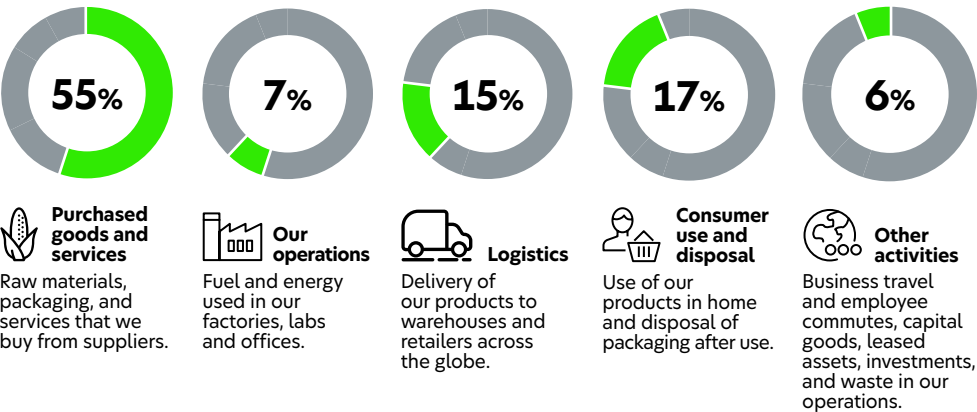 55%
7%
15%
17%
6%
Purchased
goods and
services
Raw materials,
packaging, and
services that we
buy from suppliers.
Our
operations
Fuel and energy
used in our
factories, labs
and offices.
Logistics
Delivery of
our products to
warehouses and
retailers across
the globe.
Consumer
use and
disposal
Use of our
products in home
and disposal of
packaging after use.
Other
activities
Business travel
and employee
commutes, capital
goods, leased
assets, investments,
and waste in our
operations.